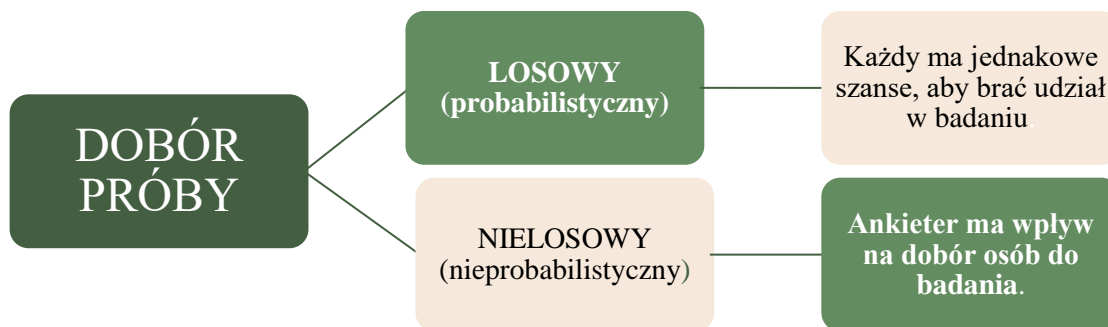 DOBÓR
PRÓBY
LOSOWY
(probabilistyczny)
Każdy ma jednakowe
szanse, aby brać udział
w badaniu
NIELOSOWY
(nieprobabilistyczny)
Ankieter ma wpływ
na dobór osób do
badania.